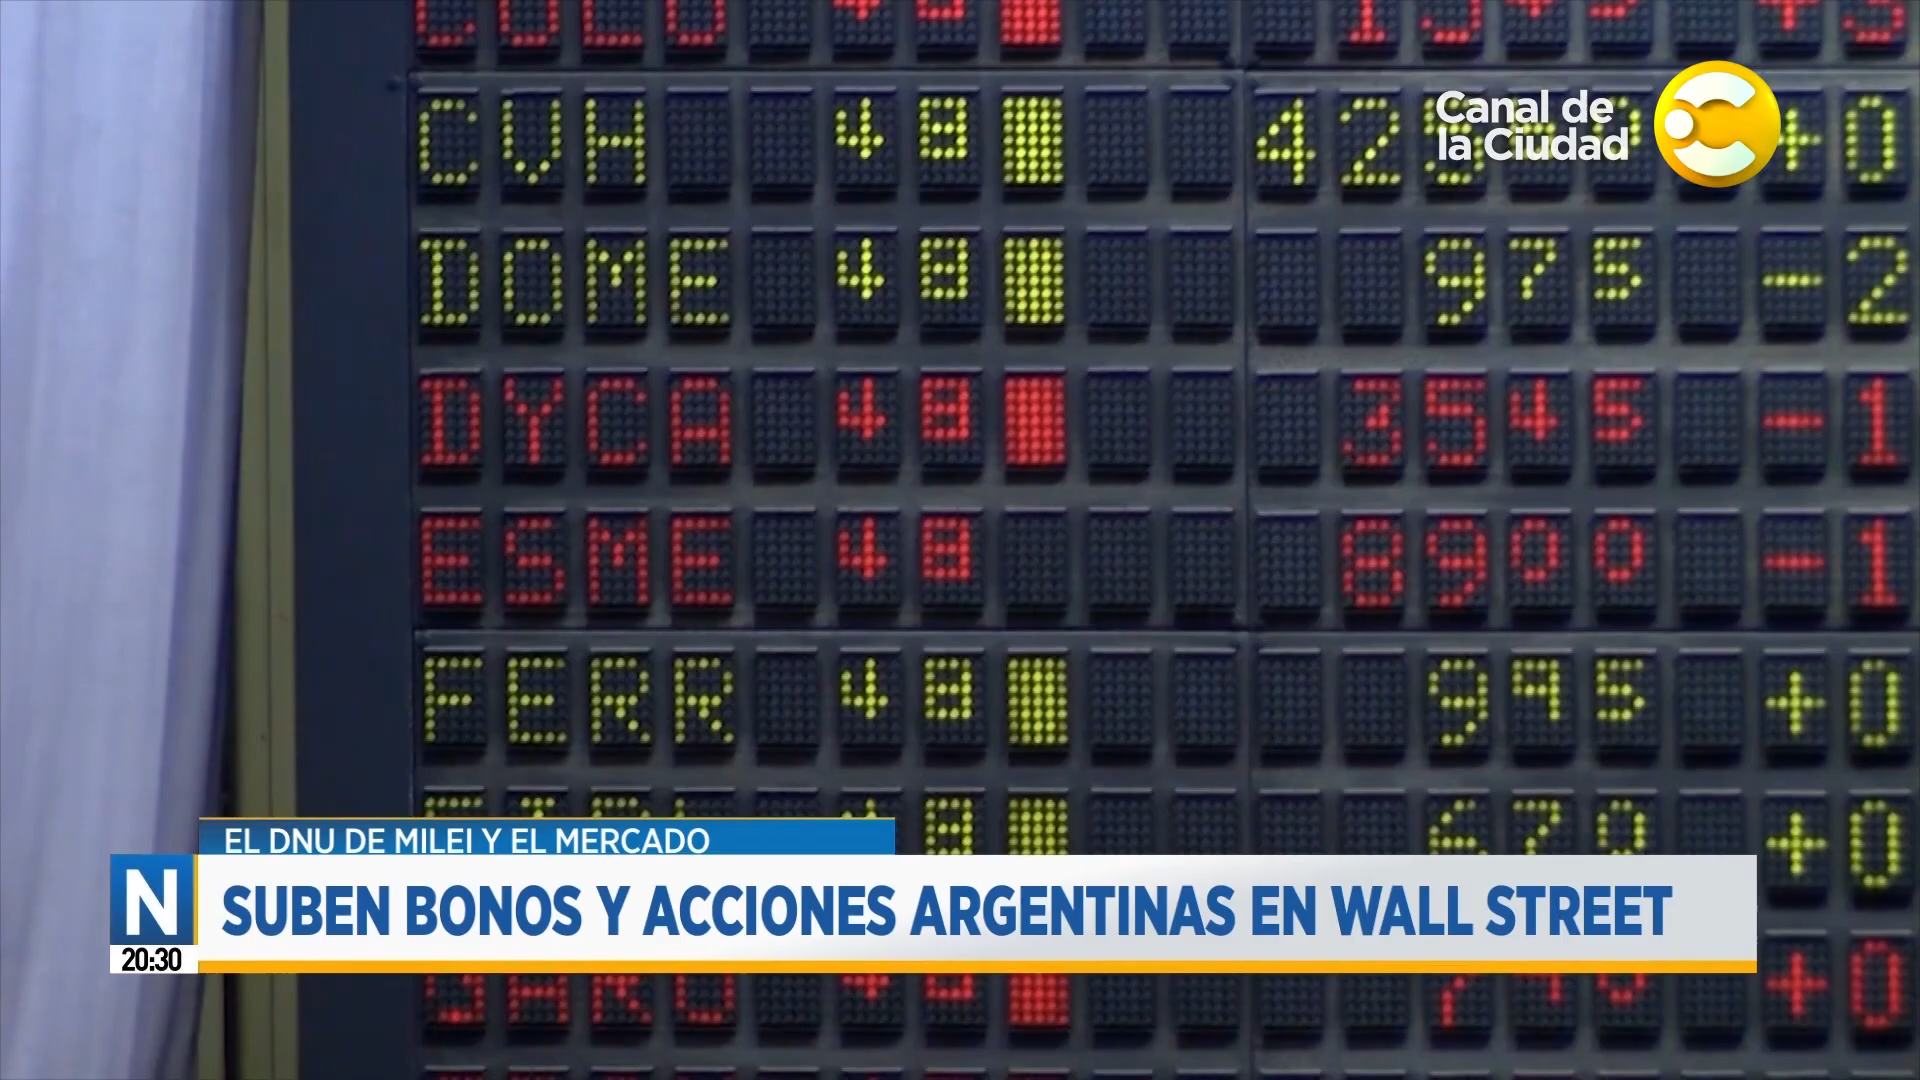 COLO 48
CVH 48 +0
Canal de
la Ciudad
DOME 48 975 -2
DYCA 48 3545 -1
ESME 48 8900 -1
FERR 48 995 +0
EL DNU DE MILEI Y EL MERCADO
N SUBEN BONOS Y ACCIONES ARGENTINAS EN WALL STREET
20:30